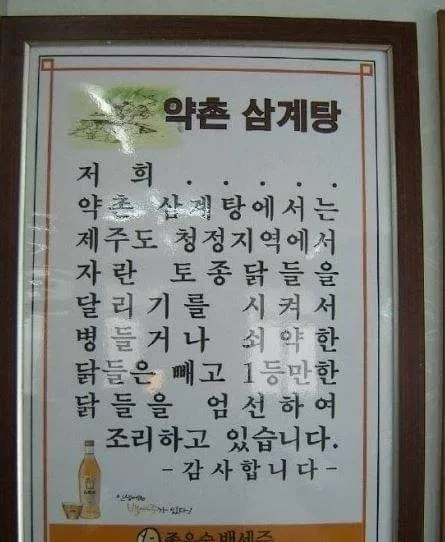 약촌 삼계탕
저 희 . . . . .
약촌 삼계탕에서는
제주도 청정지역에서
자란 토종닭들을
달리기를 시켜서
병들거나 쇠약한
닭들은 빼고 1등만한
닭들을 엄선하여
조리하고 있습니다.
-감사합니다-